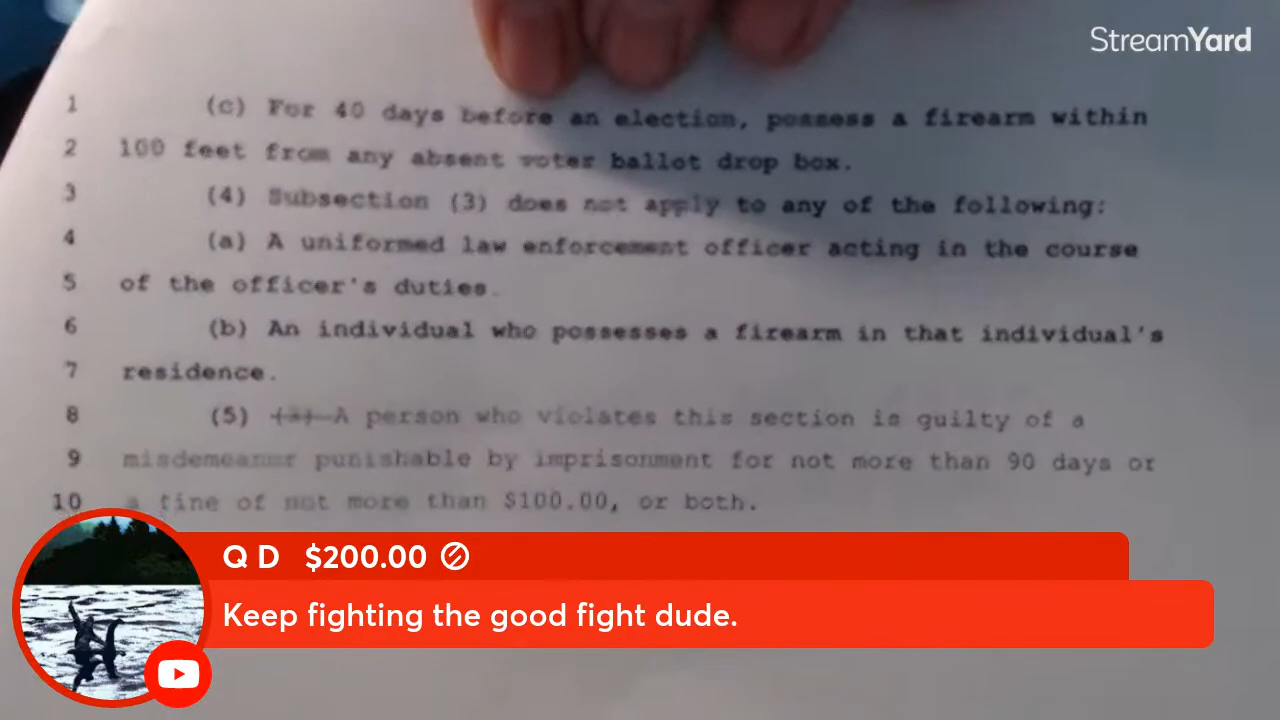 StreamYard
1 (c) For 40 days before an election, possess a firearm within
2 100 feet from any absent voter ballot drop box.
3 (4) Subsection (3) does not apply to any of the following:
4 (a) A uniformed law enforcement officer acting in the course
5 of the officer's duties.
6 (b) An individual who possesses a firearm in that individual's
7 residence.
8 (5) (3) A person who violates this section is guilty of a
9 misdemeanor punishable by imprisonment for not more than 90 days or
10 a fine of not more than $100.00, or both.
Q D $200.00
Keep fighting the good fight dude.